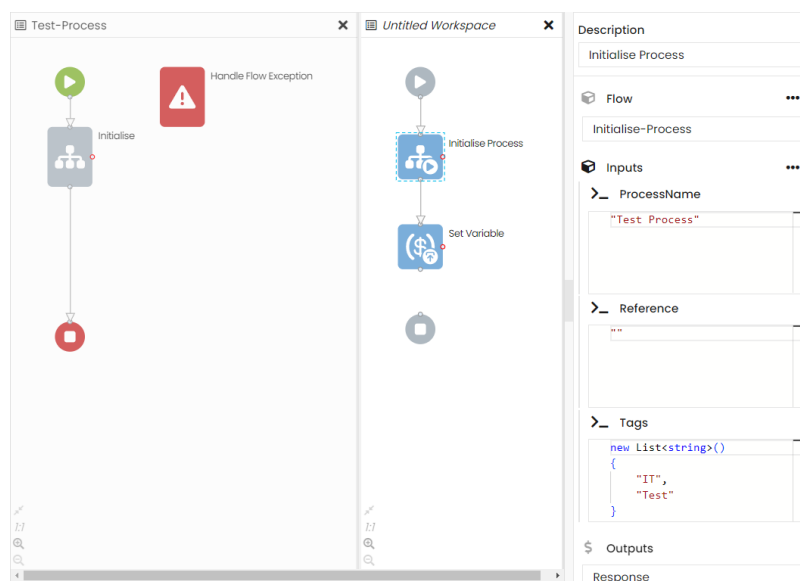 Test-Process
Initialise
Handle Flow Exception
1:1
Untitled Workspace
Initialise Process
Set Variable
1:1
Description
Initialise Process
Flow
Initialise-Process
Inputs
ProcessName
"Test Process"
Reference
""
Tags
new List<string>()
{
"IT",
"Test"
}
Outputs
Response